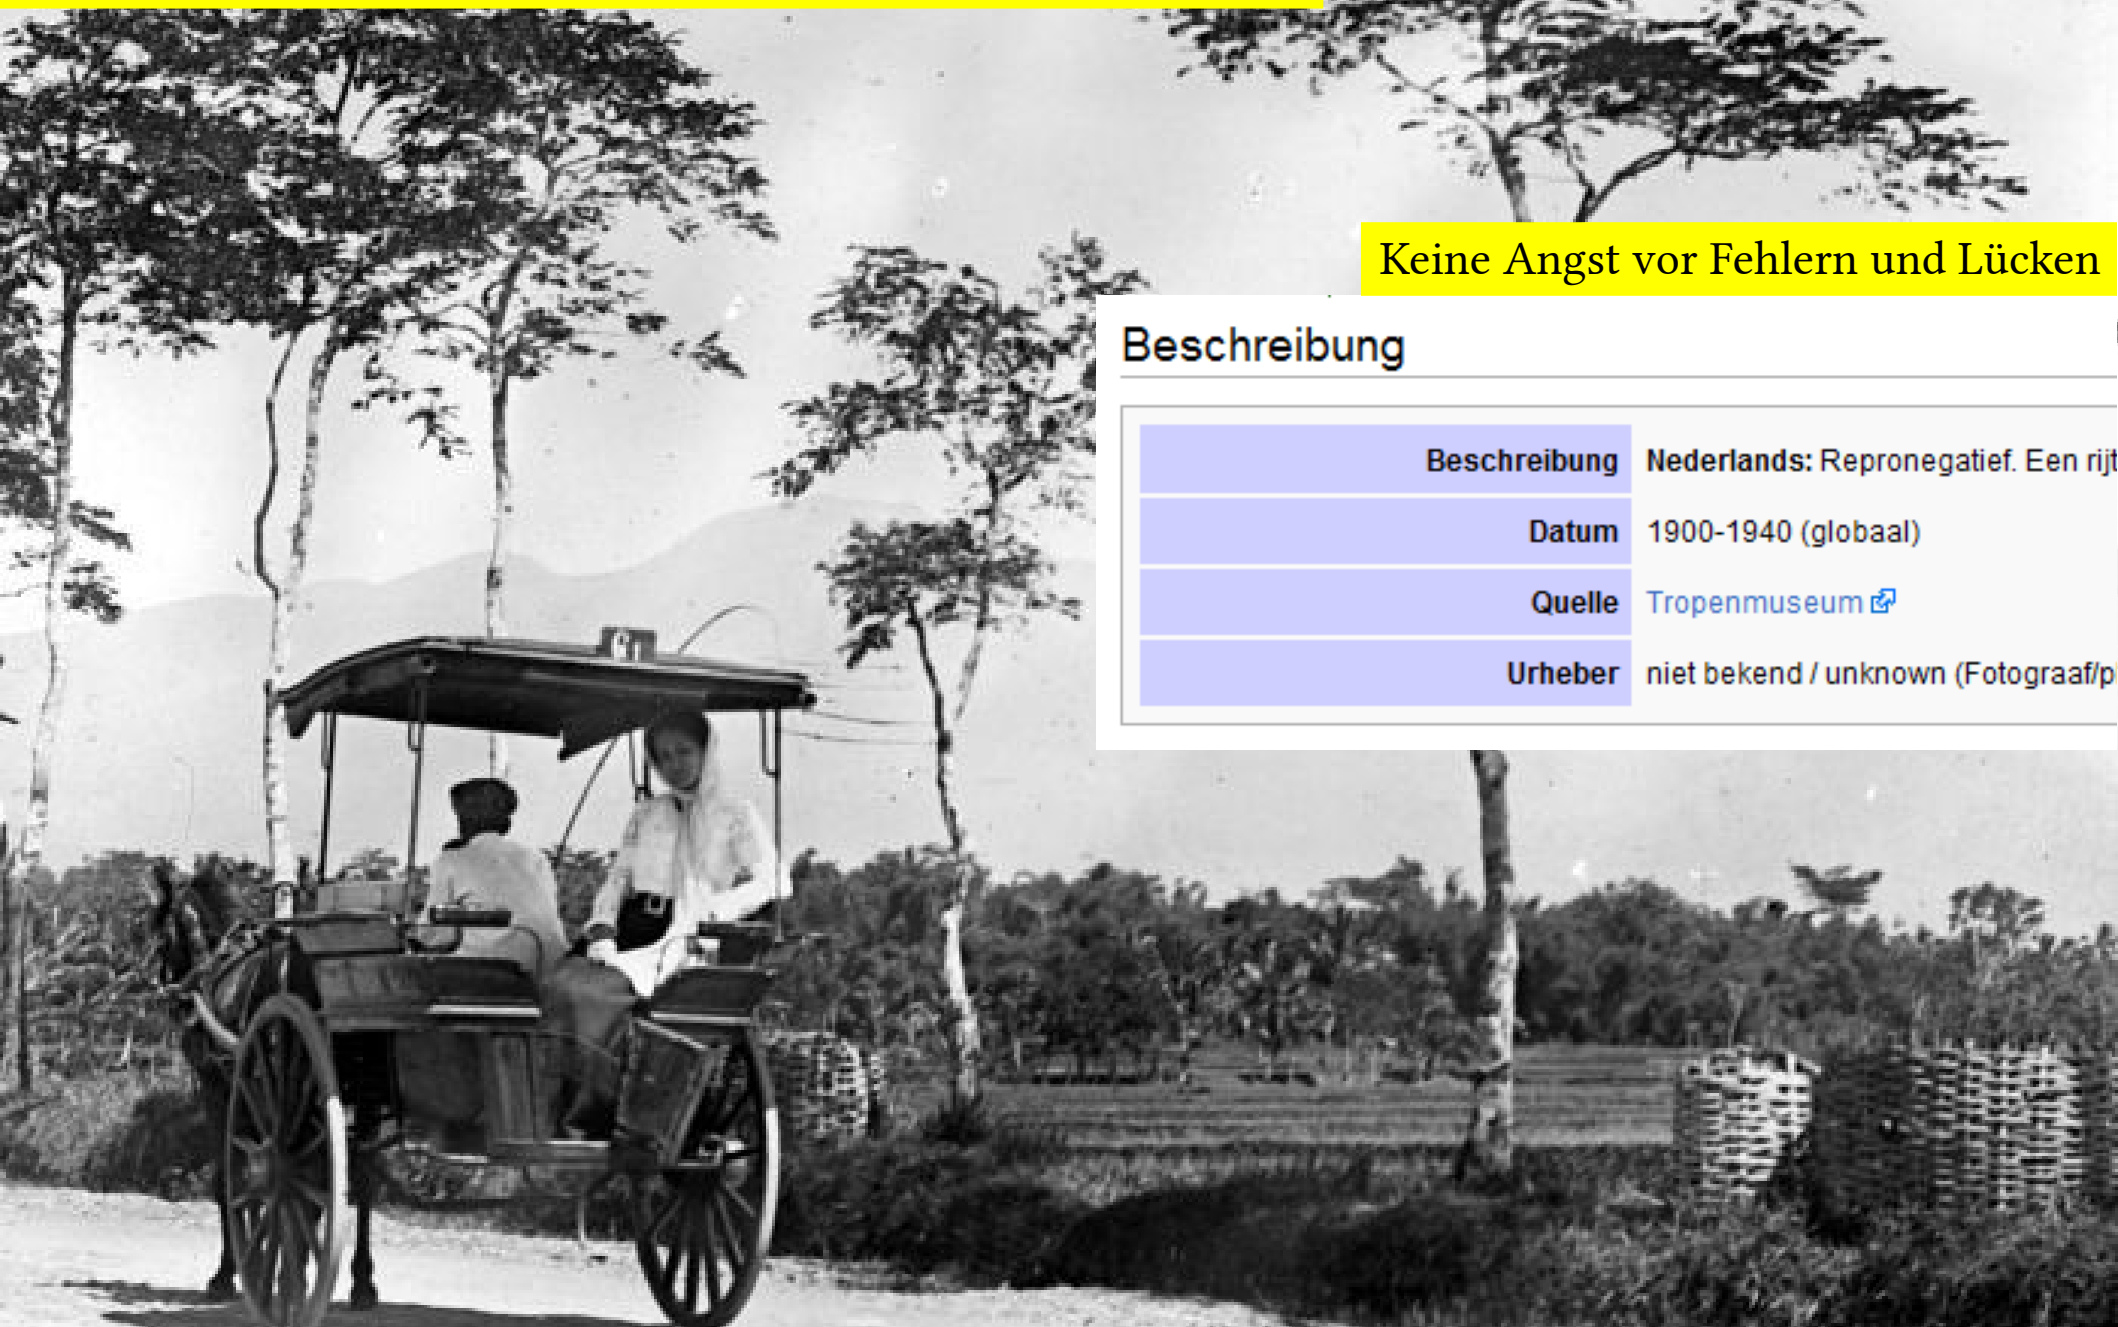 Keine Angst vor Fehlern und Lücken
Beschreibung
Beschreibung Nederlands: Repronegatief. Een
Datum 1900-1940 (globaal)
Quelle Tropenmuseum
Urheber niet bekend / unknown